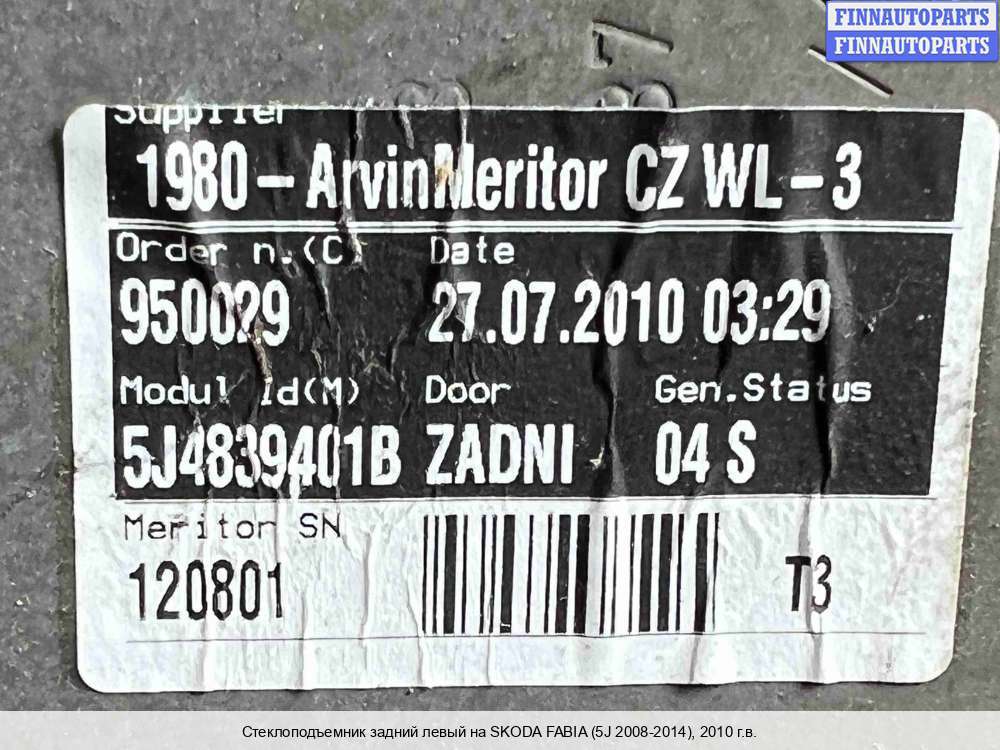 FINNAUTOPARTS
FINNAUTOPARTS
Supplier
1980-ArvinMeritor CZ WL-3
Order n.(C) Date
950029 27.07.2010 03:29
Modul Id(M) Door Gen.Status
5J4839401B ZADNI 04 S
Meritor SN
120801 T3
Стеклоподъемник задний левый на SKODA FABIA (5J 2008-2014), 2010 г.в.